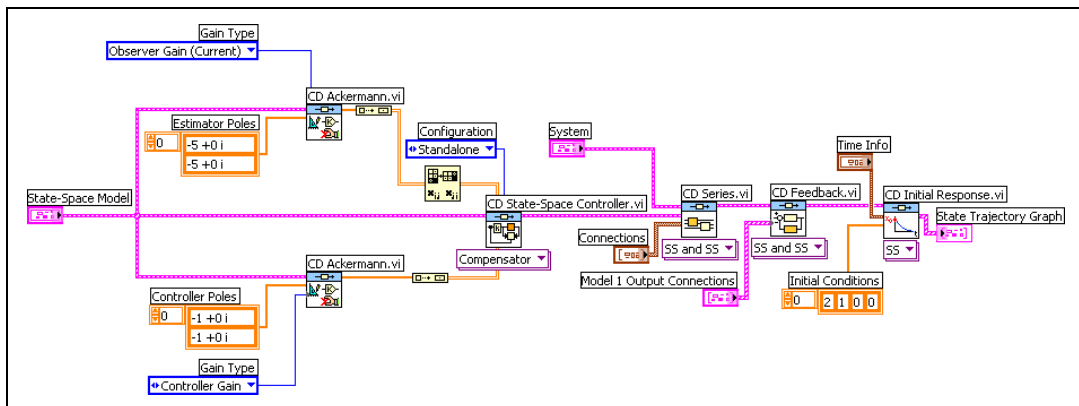 Gain Type
Observer Gain (Current)
CD Ackermann.vi
Estimator Poles
0
-5 +0 i
-5 +0 i
Configuration
Standalone
System
Time Info
State-Space Model
CD State-Space Controller.vi
Compensator
CD Series.vi
SS and SS
CD Feedback.vi
SS and SS
CD Initial Response.vi
SS
State Trajectory Graph
Connections
Model 1 Output Connections
Initial Conditions
0
2 1 0 0
CD Ackermann.vi
Controller Poles
0
-1 +0 i
-1 +0 i
Gain Type
Controller Gain